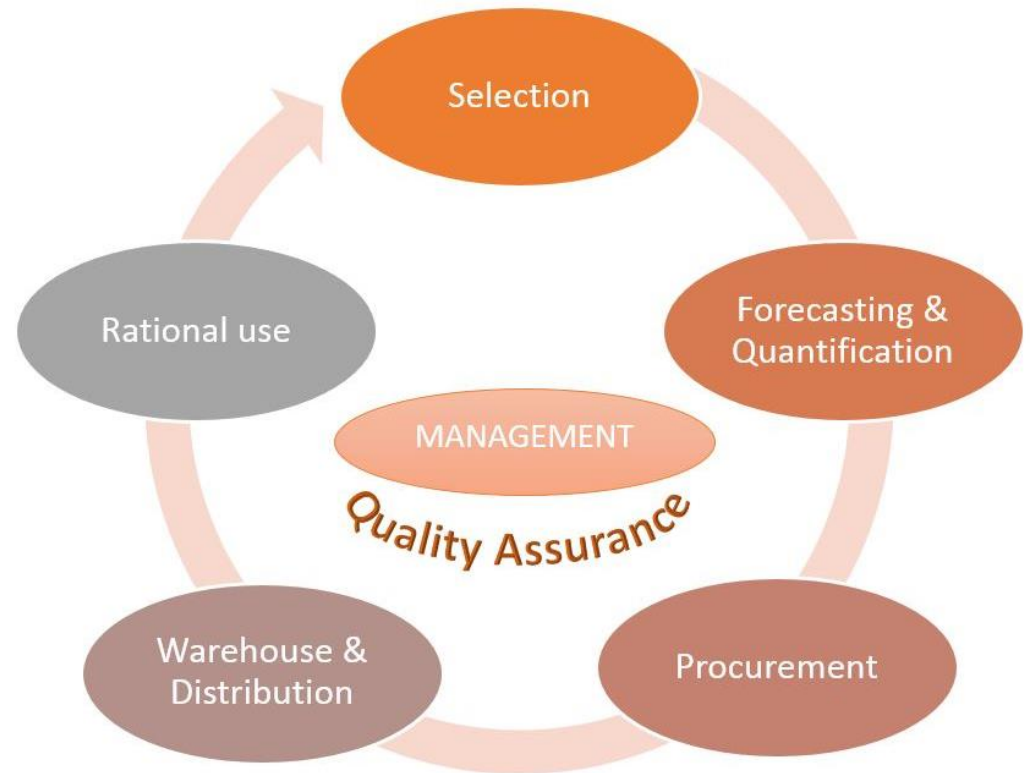 Selection
Forecasting &
Quantification
Procurement
Warehouse &
Distribution
Rational use
MANAGEMENT
Quality Assurance